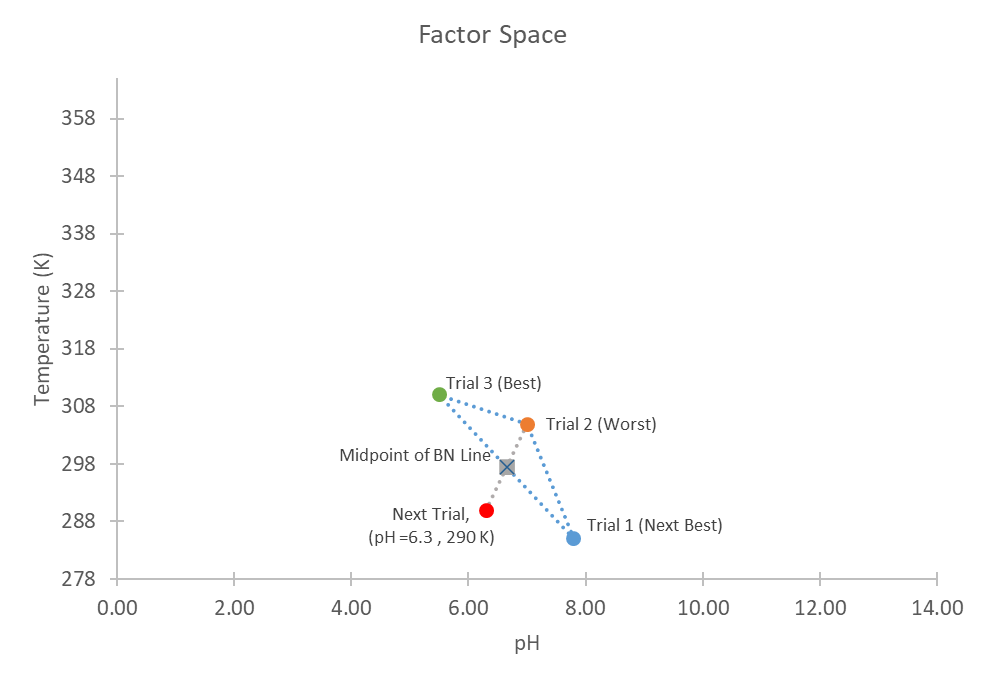 Factor Space
358
348
338
328
318
308
298
288
278
Temperature (K)
Trial 3 (Best)
Trial 2 (Worst)
Midpoint of BN Line
Next Trial,
(pH =6.3 , 290 K)
Trial 1 (Next Best)
0.00 2.00 4.00 6.00 8.00 10.00 12.00 14.00
pH